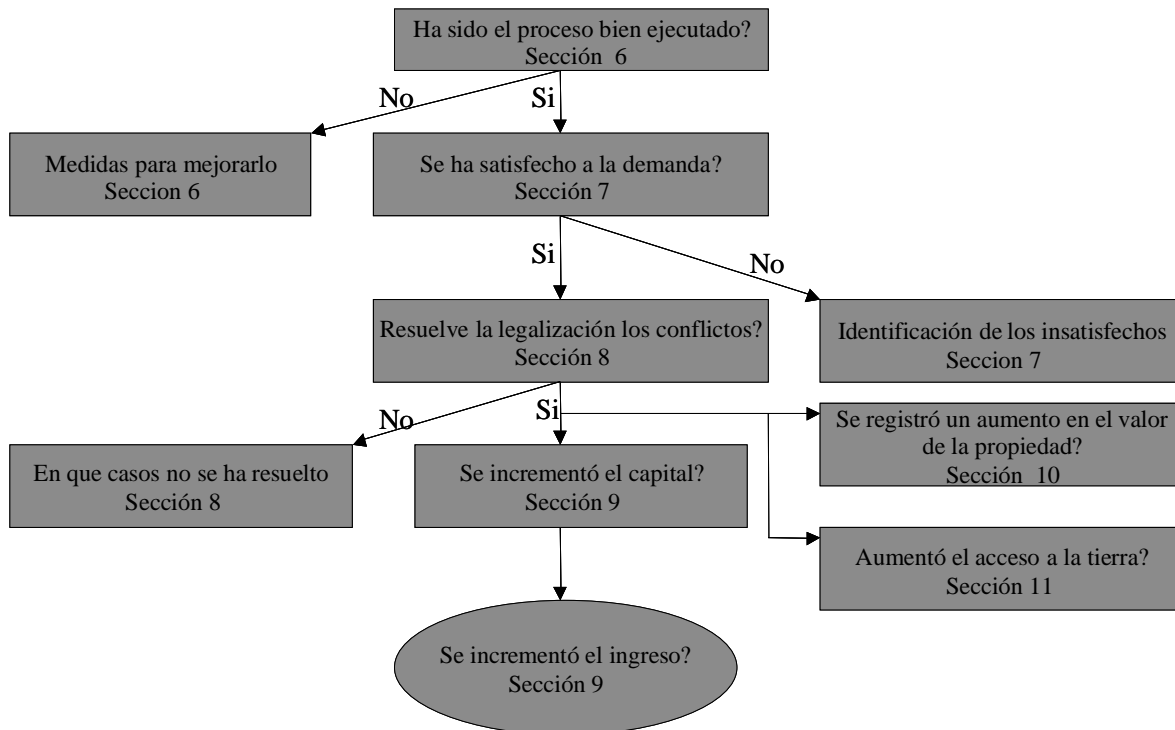 Ha sido el proceso bien ejecutado?
Sección 6
No
Si
Medidas para mejorarlo
Seccion 6
Se ha satisfecho a la demanda?
Sección 7
Si
No
Resuelve la legalización los conflictos?
Sección 8
Identificación de los insatisfechos
Seccion 7
No
Si
Se registró un aumento en el valor
de la propiedad?
Sección 10
En que casos no se ha resuelto
Sección 8
Se incrementó el capital?
Sección 9
Aumentó el acceso a la tierra?
Sección 11
Se incrementó el ingreso?
Sección 9